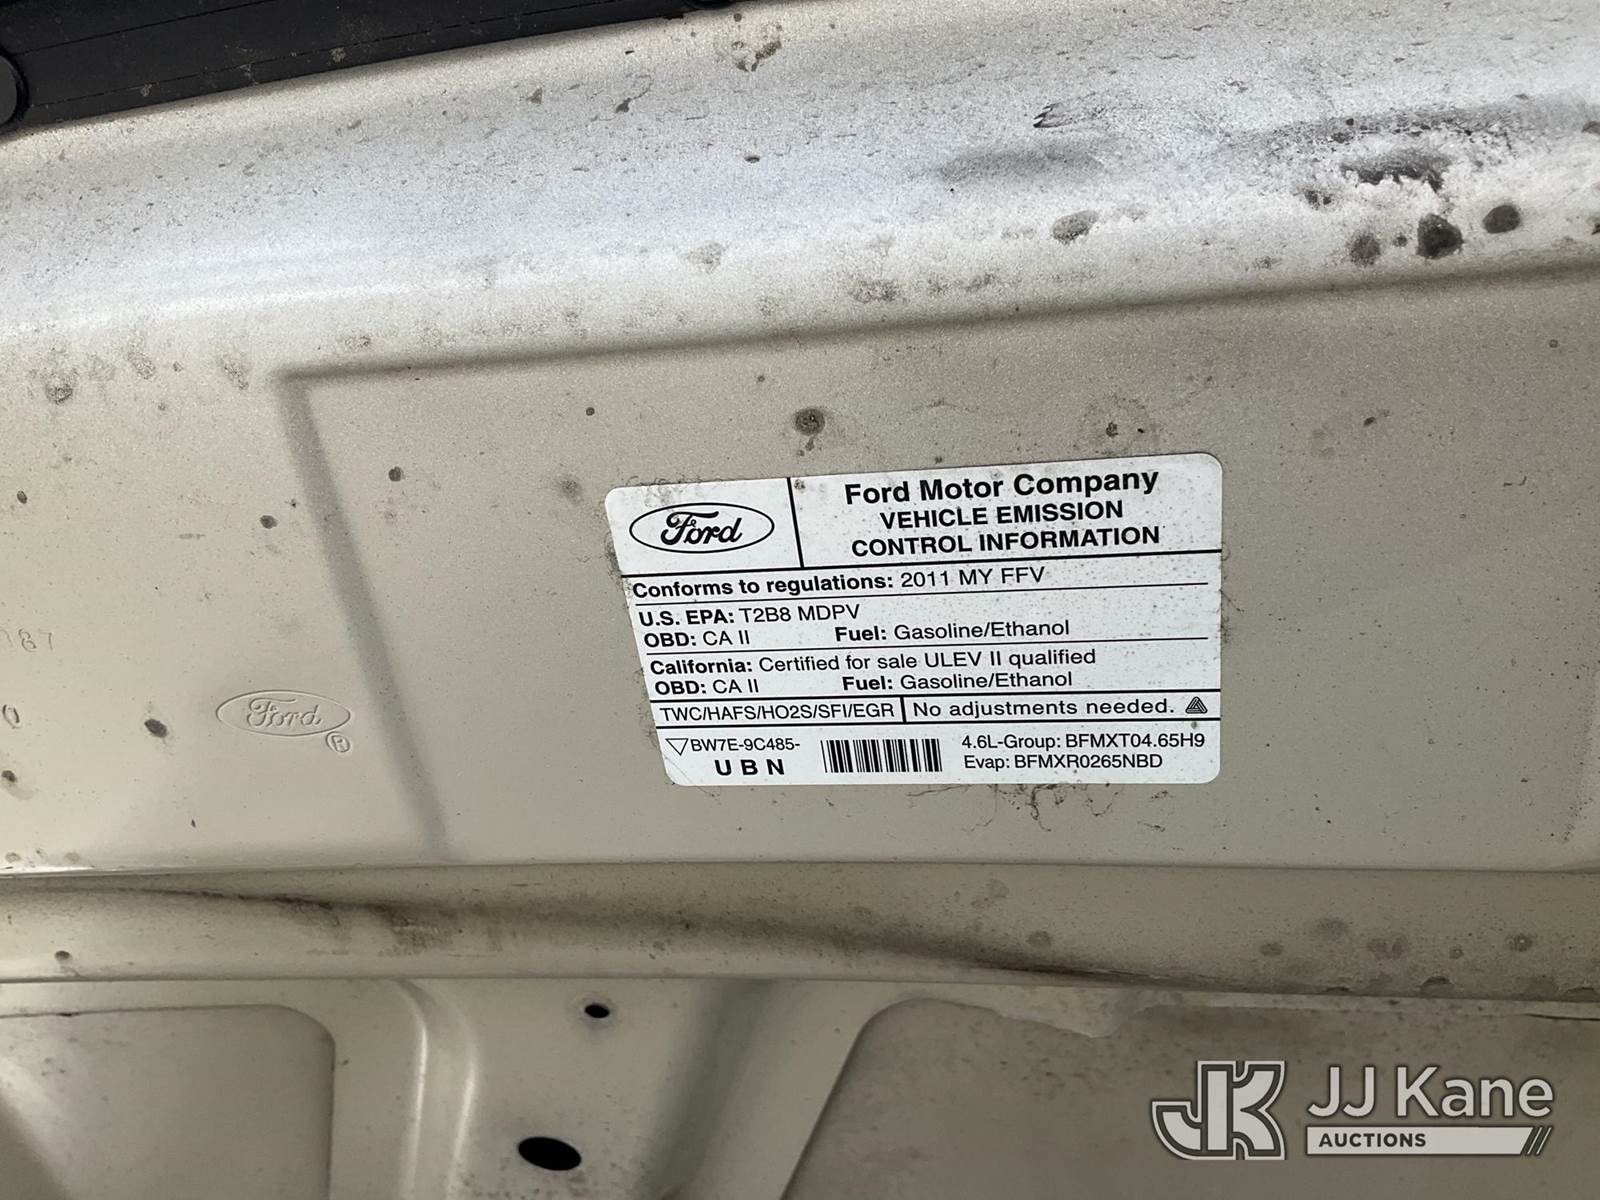 Ford
Ford Motor Company
VEHICLE EMISSION
CONTROL INFORMATION
Conforms to regulations: 2011 MY FFV
U.S. EPA: T2B8 MDPV
OBD: CA II Fuel: Gasoline/Ethanol
California: Certified for sale ULEV II qualified
OBD: CA II Fuel: Gasoline/Ethanol
TWC/HAFS/HO2S/SFI/EGR No adjustments needed.
BW7E-9C485-
UBN
4.6L-Group: BFMXT04.65H9
Evap: BFMXR0265NBD
Ford ®
JK JJ Kane
AUCTIONS